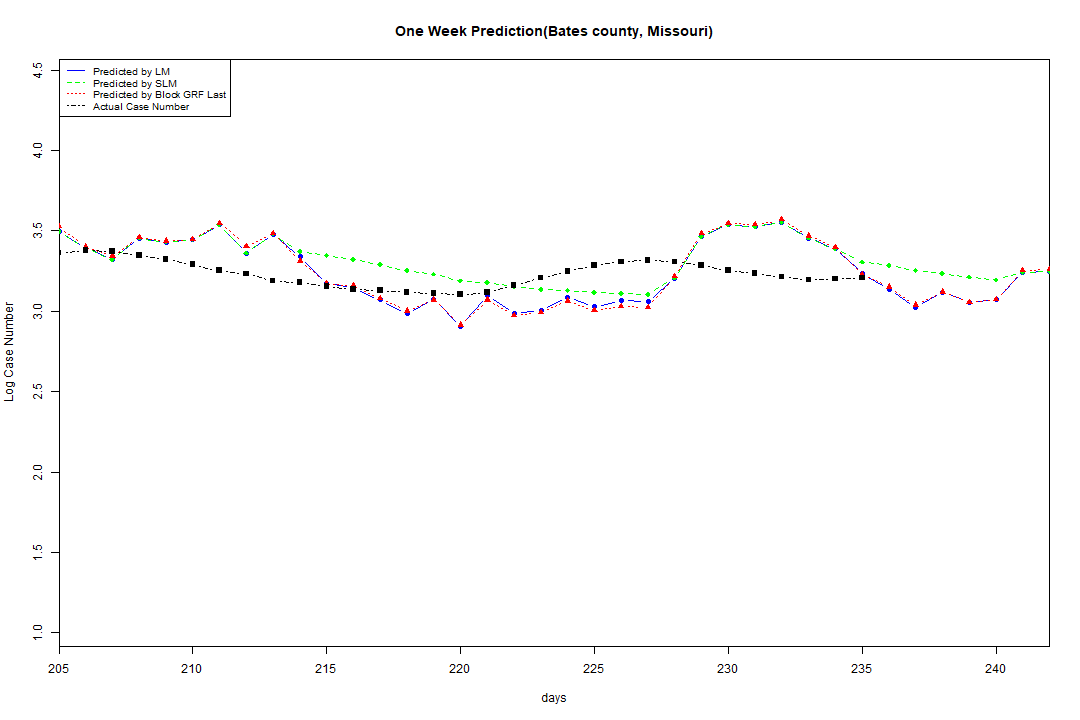 One Week Prediction(Bates county, Missouri)
Predicted by LM
Predicted by SLM
Predicted by Block GRF Last
Actual Case Number
4.5
4.0
3.5
3.0
2.5
2.0
1.5
1.0
Log Case Number
205 210 215 220 225 230 235 240
days